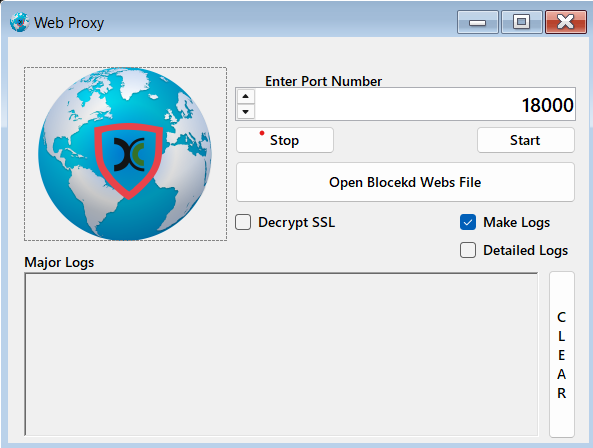 Web Proxy
Enter Port Number
18000
Stop
Start
Open Blocekd Webs File
Decrypt SSL
Make Logs
Detailed Logs
Major Logs
C
L
E
A
R